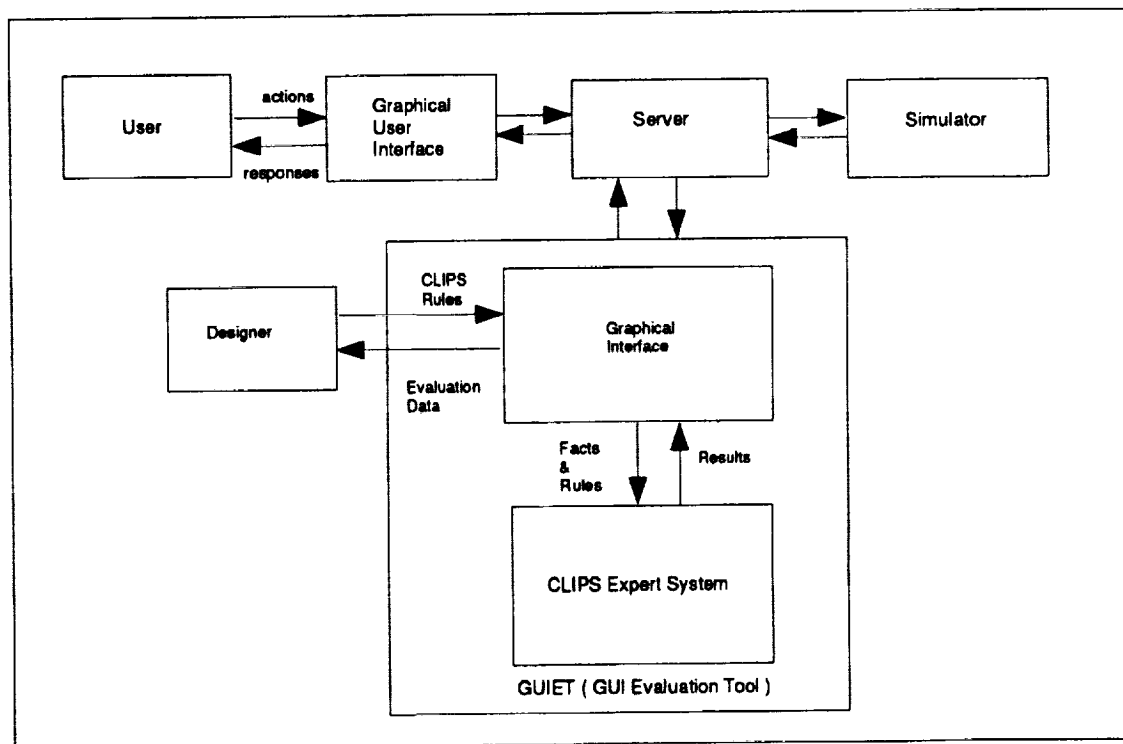 User
actions
responses
Graphical
User
Interface
Server
Simulator
Designer
CLIPS
Rules
Evaluation
Data
Graphical
Interface
Facts
&
Rules
Results
CLIPS Expert System
GUIET ( GUI Evaluation Tool )